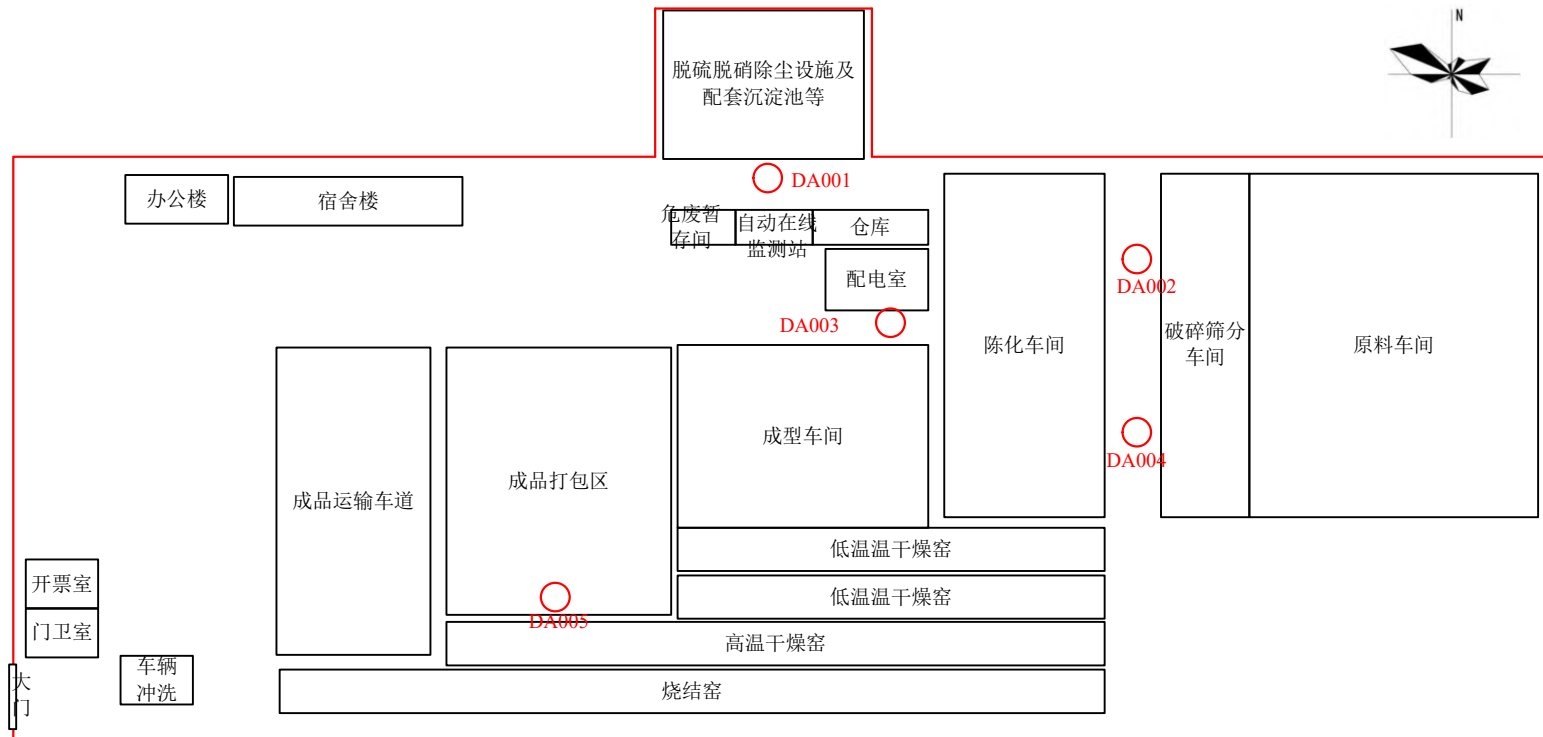 N
脱硫脱硝除尘设施及
配套沉淀池等
DA001
办公楼
宿舍楼
危废暂
存间
自动在线
监测站
仓库
配电室
DA002
DA003
陈化车间
破碎筛分
车间
原料车间
成型车间
DA004
成品打包区
成品运输车道
低温温干燥窑
开票室
低温温干燥窑
DA005
门卫室
高温干燥窑
车辆
冲洗
大
门
烧结窑